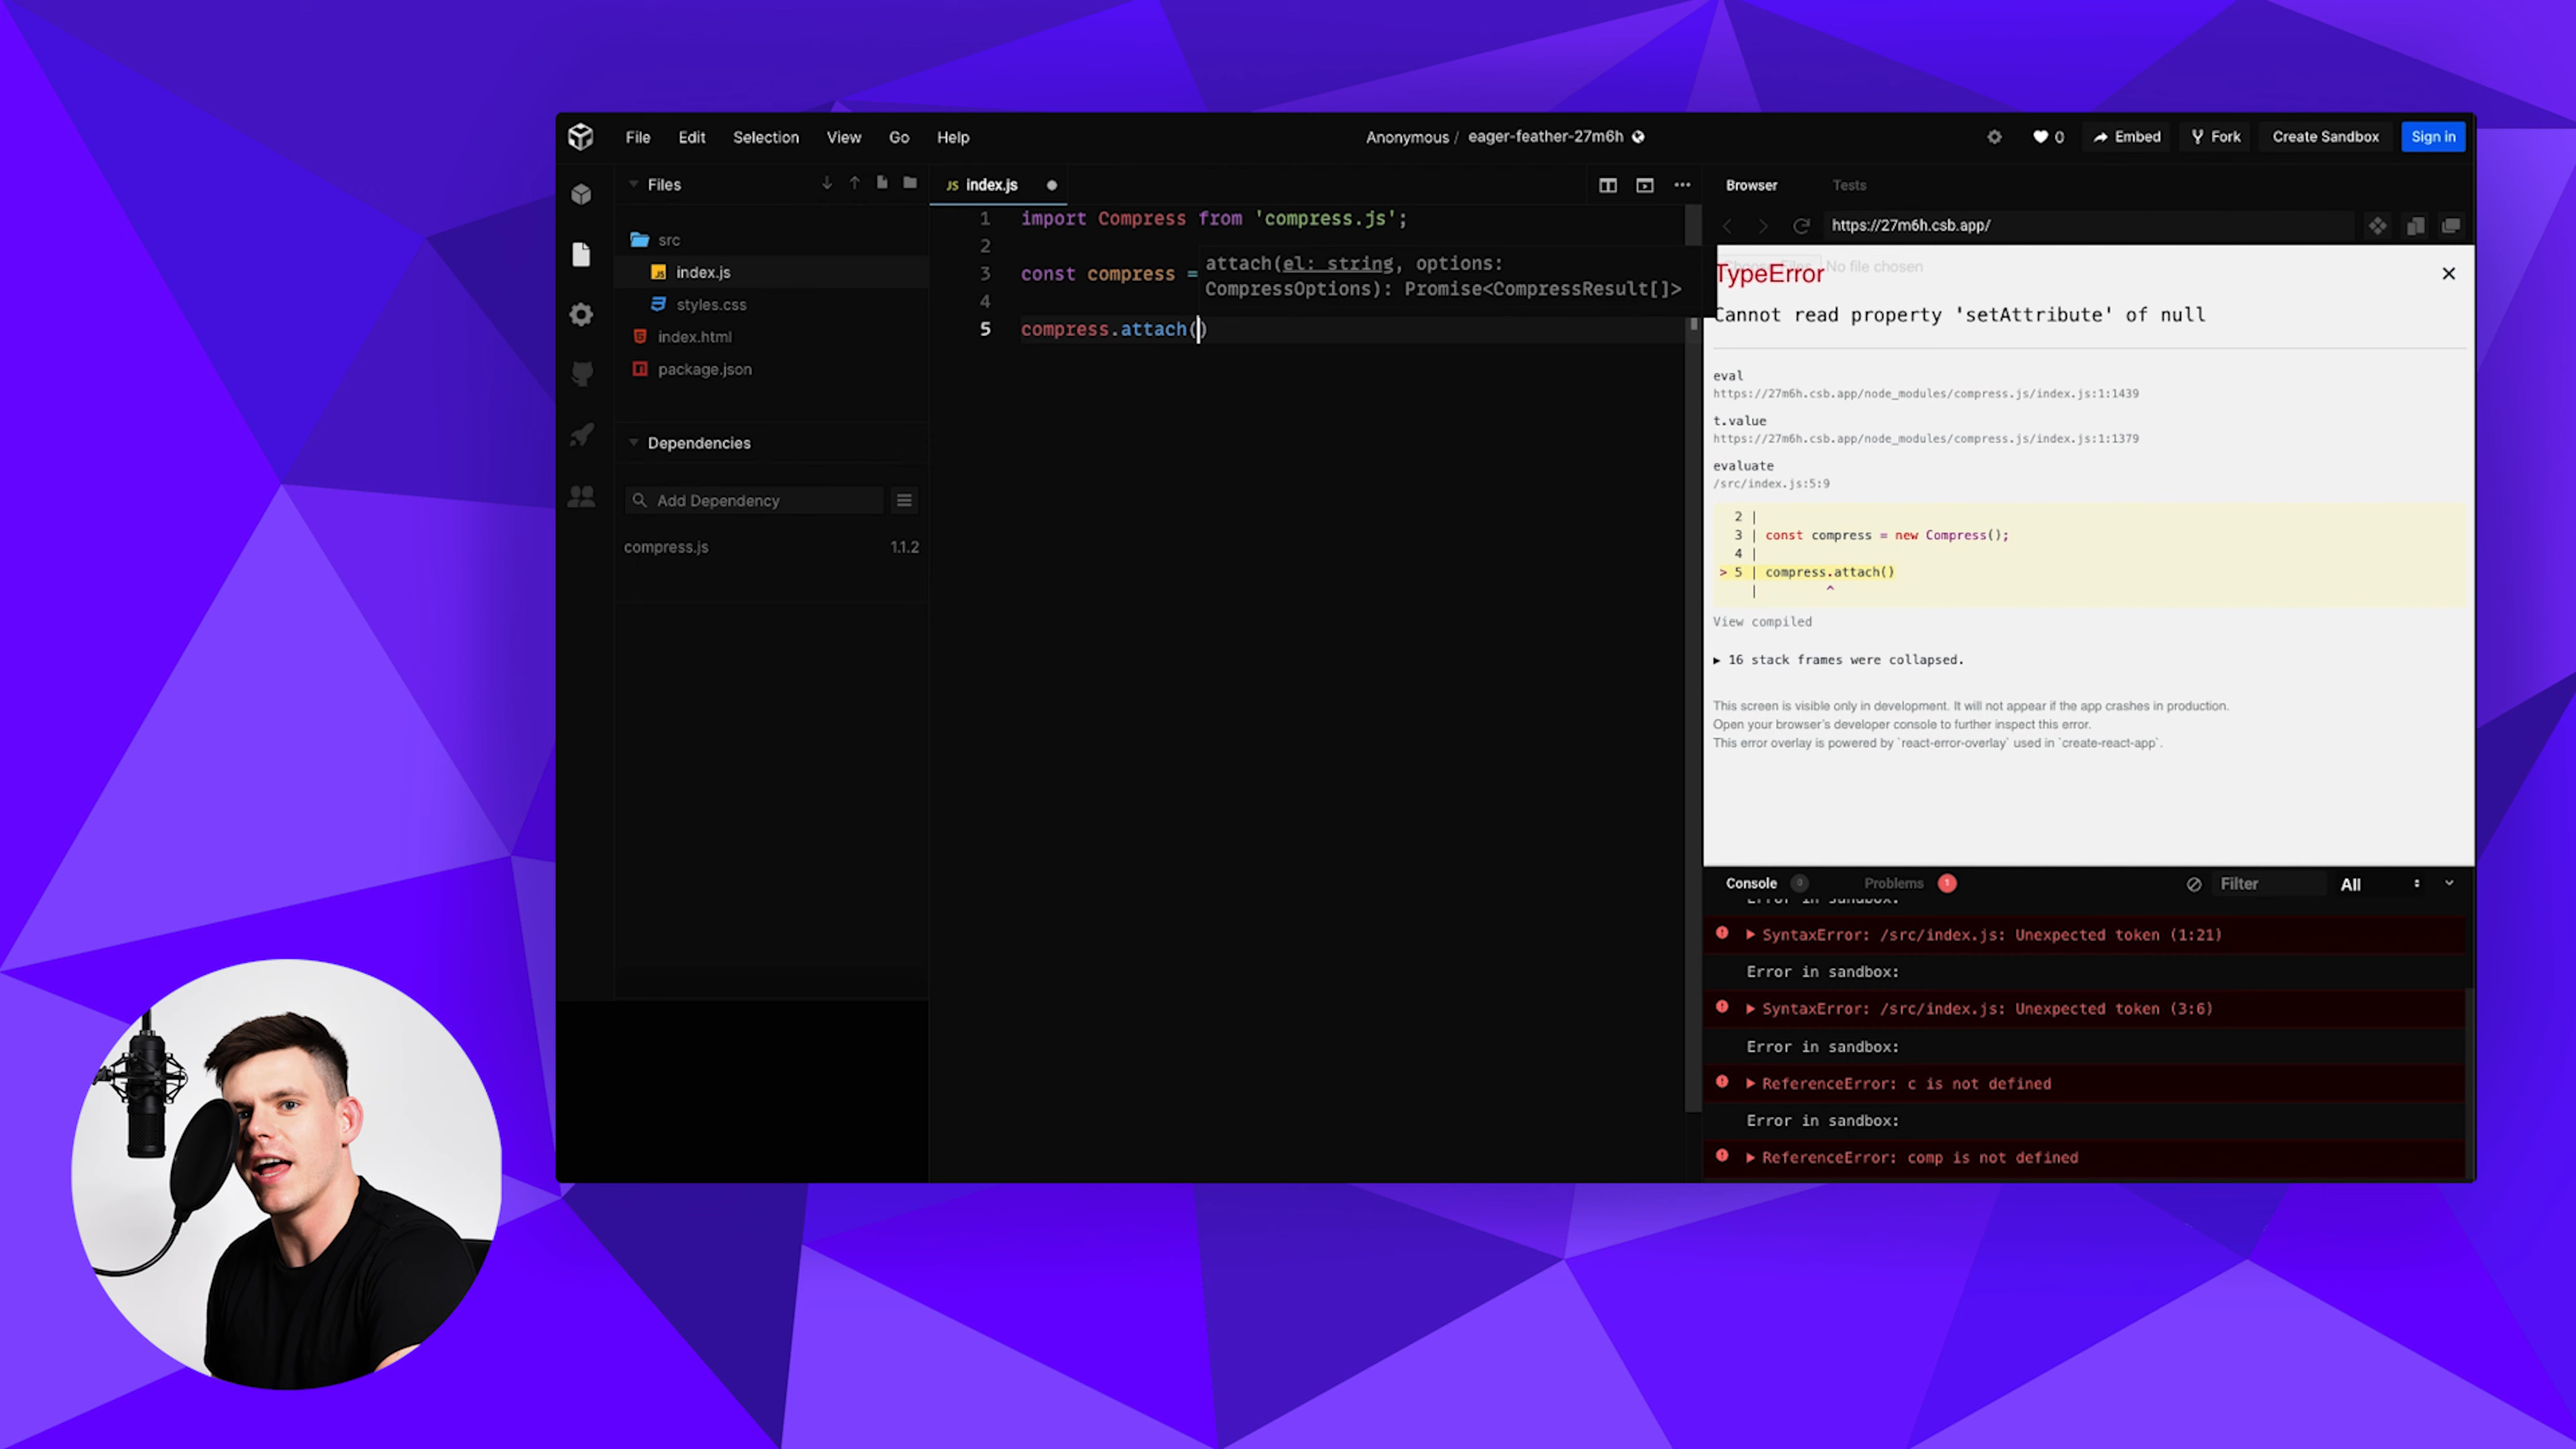 File Edit Selection View Go Help
Anonymous / eager-feather-27m6h
0 Embed Fork Create Sandbox Sign in
Files
src
index.js
styles.css
index.html
package.json
Dependencies
Add Dependency
compress.js 1.1.2
JS index.js
1 import Compress from 'compress.js';
2
3 const compress =
4
5 compress.attach()
attach(el: string, options:
CompressOptions): Promise<CompressResult[]>
Browser Tests
https://27m6h.csb.app/
No file chosen
TypeError
Cannot read property 'setAttribute' of null
eval
https://27m6h.csb.app/node_modules/compress.js/index.js:1:1439
t.value
https://27m6h.csb.app/node_modules/compress.js/index.js:1:1379
evaluate
/src/index.js:5:9
2 |
3 | const compress = new Compress();
4 |
> 5 | compress.attach()
| ^
View compiled
▶ 16 stack frames were collapsed.
This screen is visible only in development. It will not appear if the app crashes in production.
Open your browser's developer console to further inspect this error.
This error overlay is powered by `react-error-overlay` used in `create-react-app`.
Console 0 Problems 1 Filter All
Error in sandbox:
▶ SyntaxError: /src/index.js: Unexpected token (1:21)
Error in sandbox:
▶ SyntaxError: /src/index.js: Unexpected token (3:6)
Error in sandbox:
▶ ReferenceError: c is not defined
Error in sandbox:
▶ ReferenceError: comp is not defined